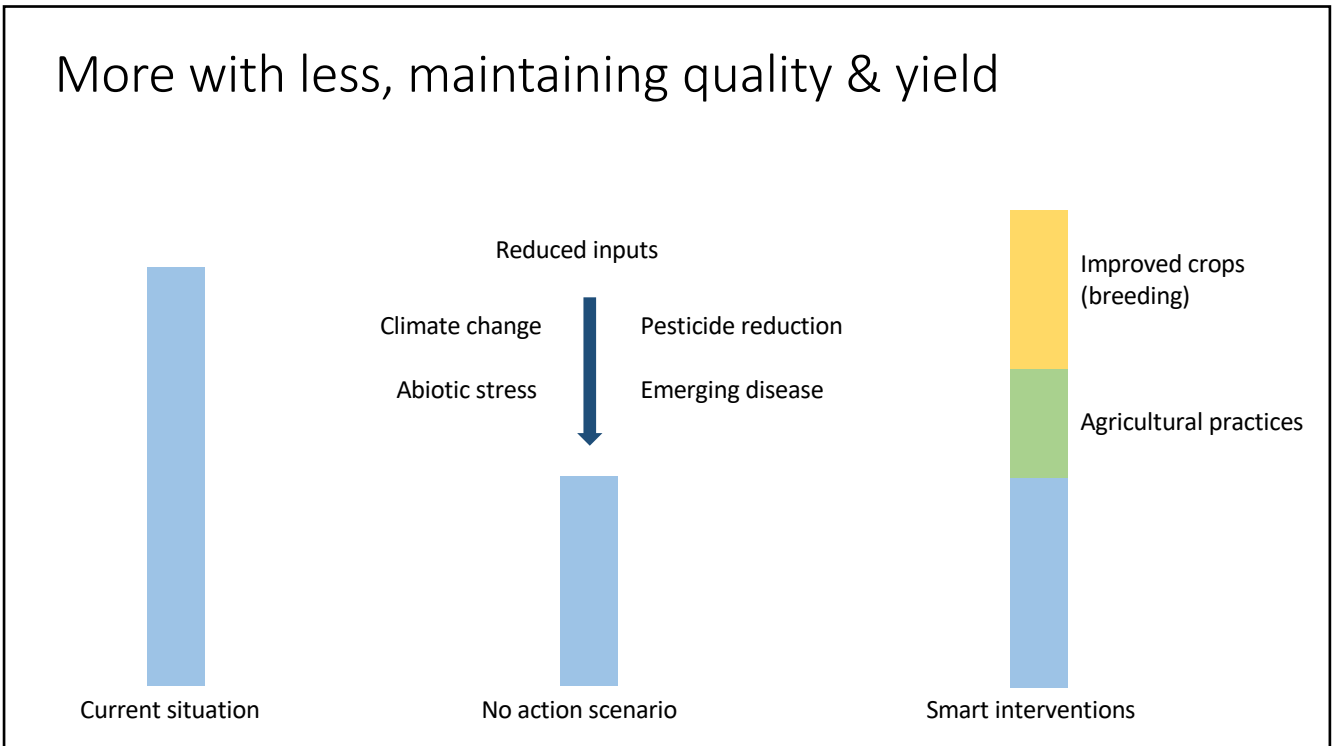 More with less, maintaining quality & yield
Reduced inputs
Climate change
Pesticide reduction
Abiotic stress
Emerging disease
Improved crops
(breeding)
Agricultural practices
Current situation
No action scenario
Smart interventions